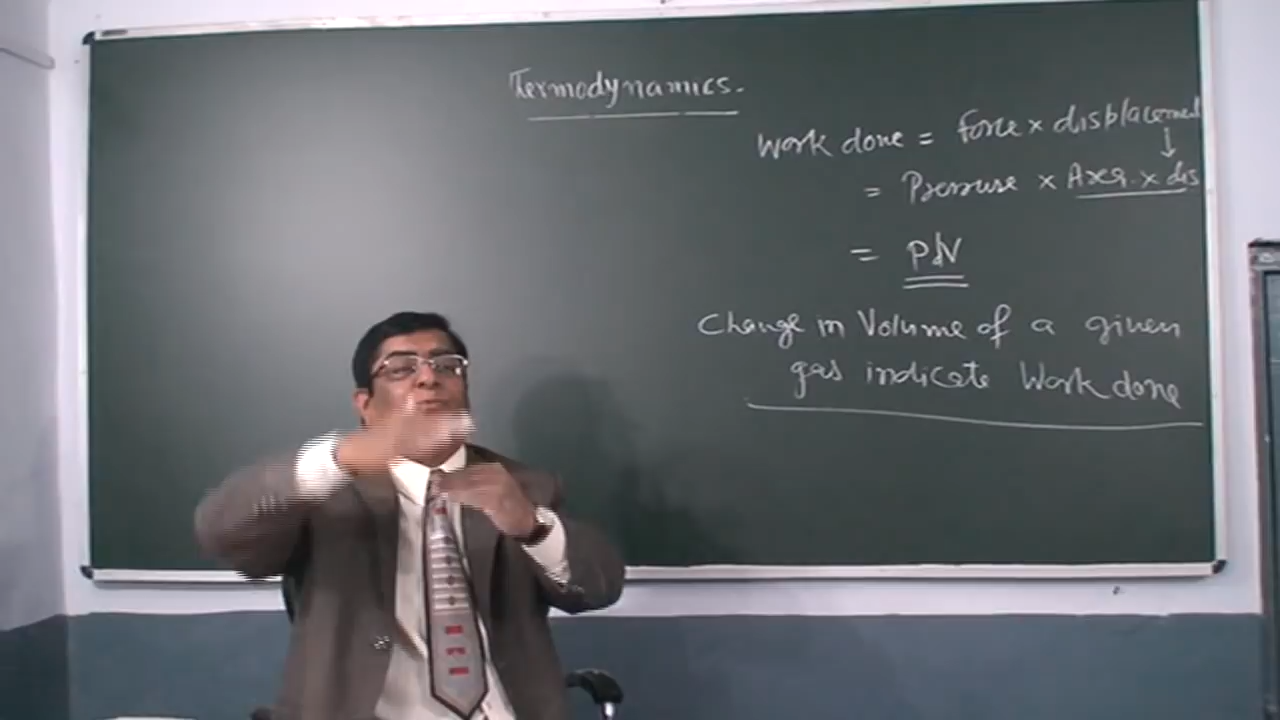 Termodynamics.
Work done = force × displacement
= Pressure × Area × dis
= PdV
Change in Volume of a given
gas indicate Work done